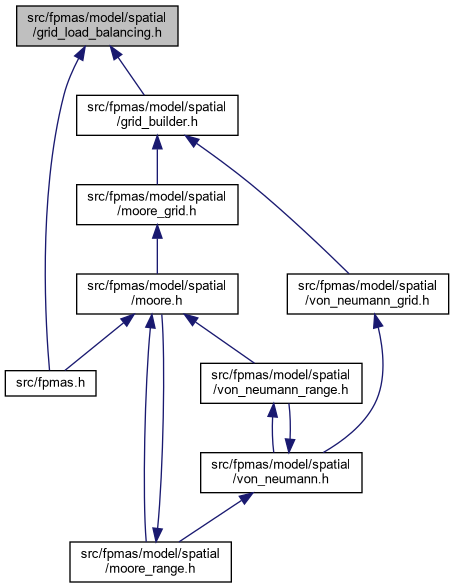 src/fpmas/model/spatial
/grid_load_balancing.h
src/fpmas/model/spatial
/grid_builder.h
src/fpmas/model/spatial
/moore_grid.h
src/fpmas/model/spatial
/moore.h
src/fpmas/model/spatial
/von_neumann_grid.h
src/fpmas.h
src/fpmas/model/spatial
/von_neumann_range.h
src/fpmas/model/spatial
/von_neumann.h
src/fpmas/model/spatial
/moore_range.h